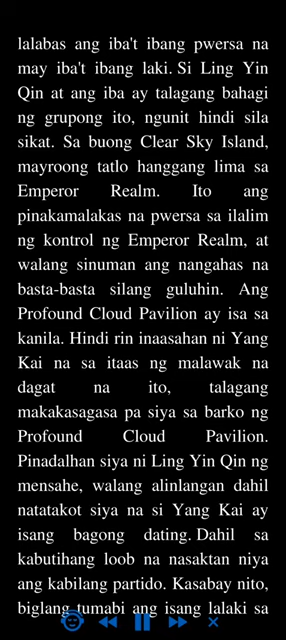 lalabas ang iba't ibang pwersa na
may iba't ibang laki. Si Ling Yin
Qin at ang iba ay talagang bahagi
ng grupong ito, ngunit hindi sila
sikat. Sa buong Clear Sky Island,
mayroong tatlo hanggang lima sa
Emperor Realm. Ito ang
pinakamalakas na pwersa sa ilalim
ng kontrol ng Emperor Realm, at
walang sinuman ang nangahas na
basta-basta silang guluhin. Ang
Profound Cloud Pavilion ay isa sa
kanila. Hindi rin inaasahan ni Yang
Kai na sa itaas ng malawak na
dagat na ito, talagang
makakasagasa pa siya sa barko ng
Profound Cloud Pavilion.
Pinadalhan siya ni Ling Yin Qin ng
mensahe, walang alinlangan dahil
natatakot siya na si Yang Kai ay
isang bagong dating. Dahil sa
kabutihang loob na nasaktan niya
ang kabilang partido. Kasabay nito,
biglang tumabi ang isang lalaki sa